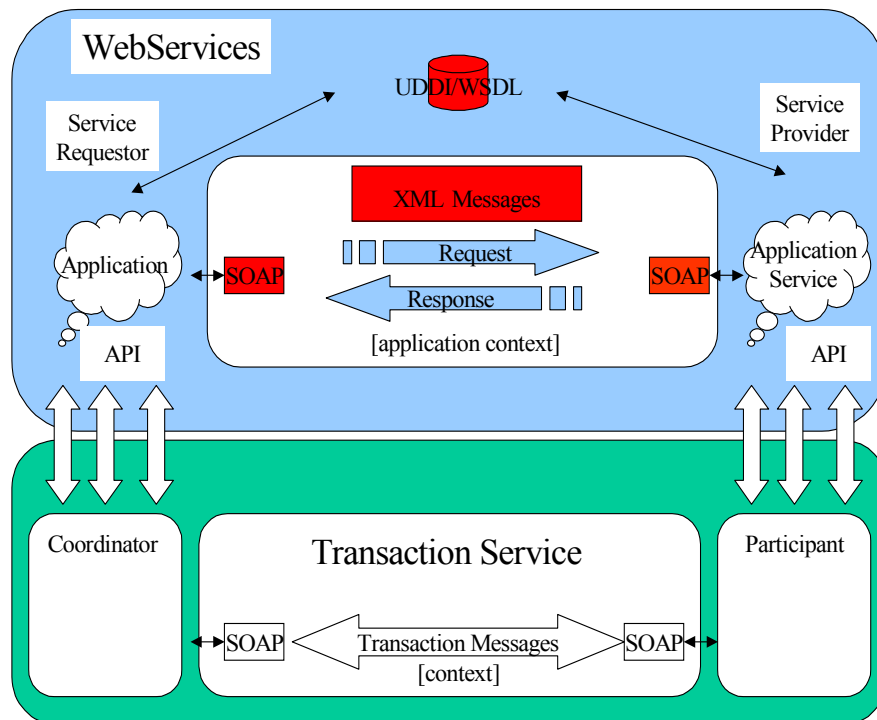 WebServices
UDDI/WSDL
Service
Requestor
Service
Provider
XML Messages
Application
SOAP
Request
SOAP
Application
Service
Response
[application context]
API
API
Coordinator
Transaction Service
Participant
SOAP
Transaction Messages
SOAP
[context]